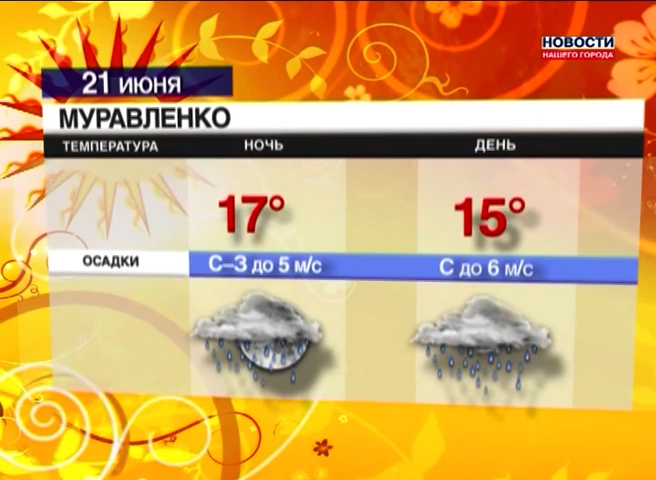 НОВОСТИ
НАШЕГО ГОРОДА
21 ИЮНЯ
МУРАВЛЕНКО
ТЕМПЕРАТУРА НОЧЬ ДЕНЬ
17° 15°
ОСАДКИ С-З ДО 5 М/С С ДО 6 М/С